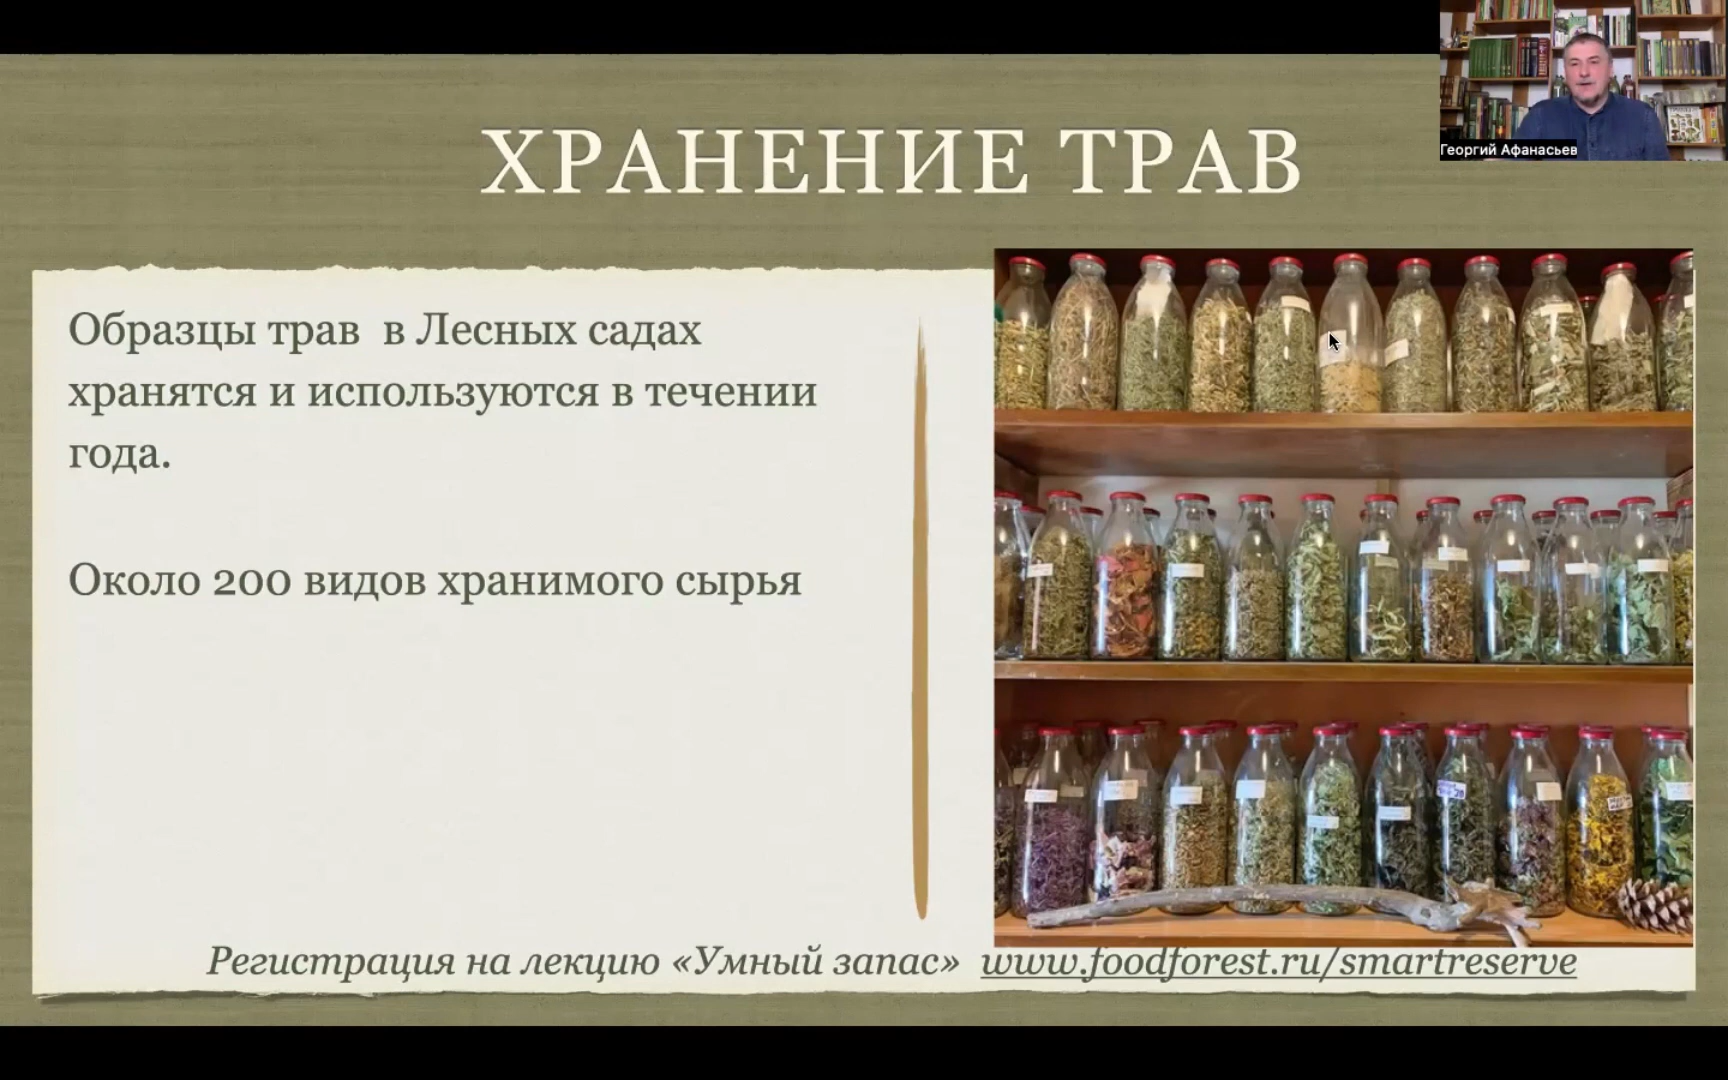 Георгий Афанасьев
ХРАНЕНИЕ ТРАВ
Образцы трав в Лесных садах
хранятся и используются в течении
года.
Около 200 видов хранимого сырья
Регистрация на лекцию «Умный запас» www.foodforest.ru/smartreserve